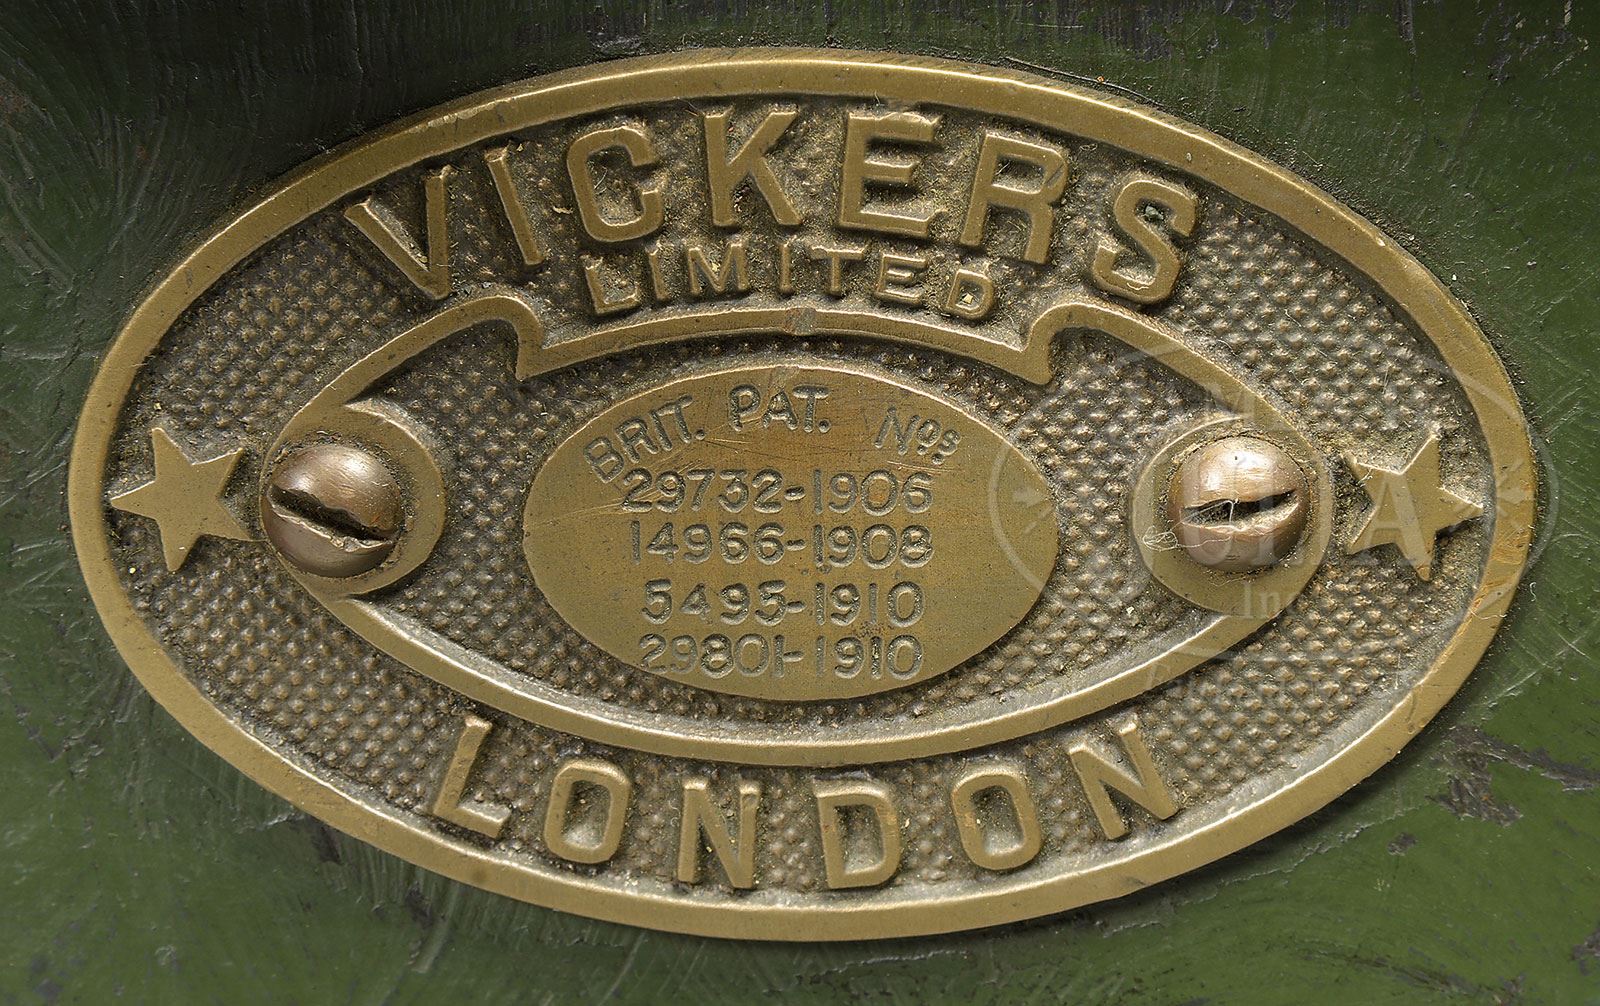 VICKERS
LIMITED
BRIT. PAT. Nos
29732-1906
14966-1908
5495-1910
29801-1910
LONDON